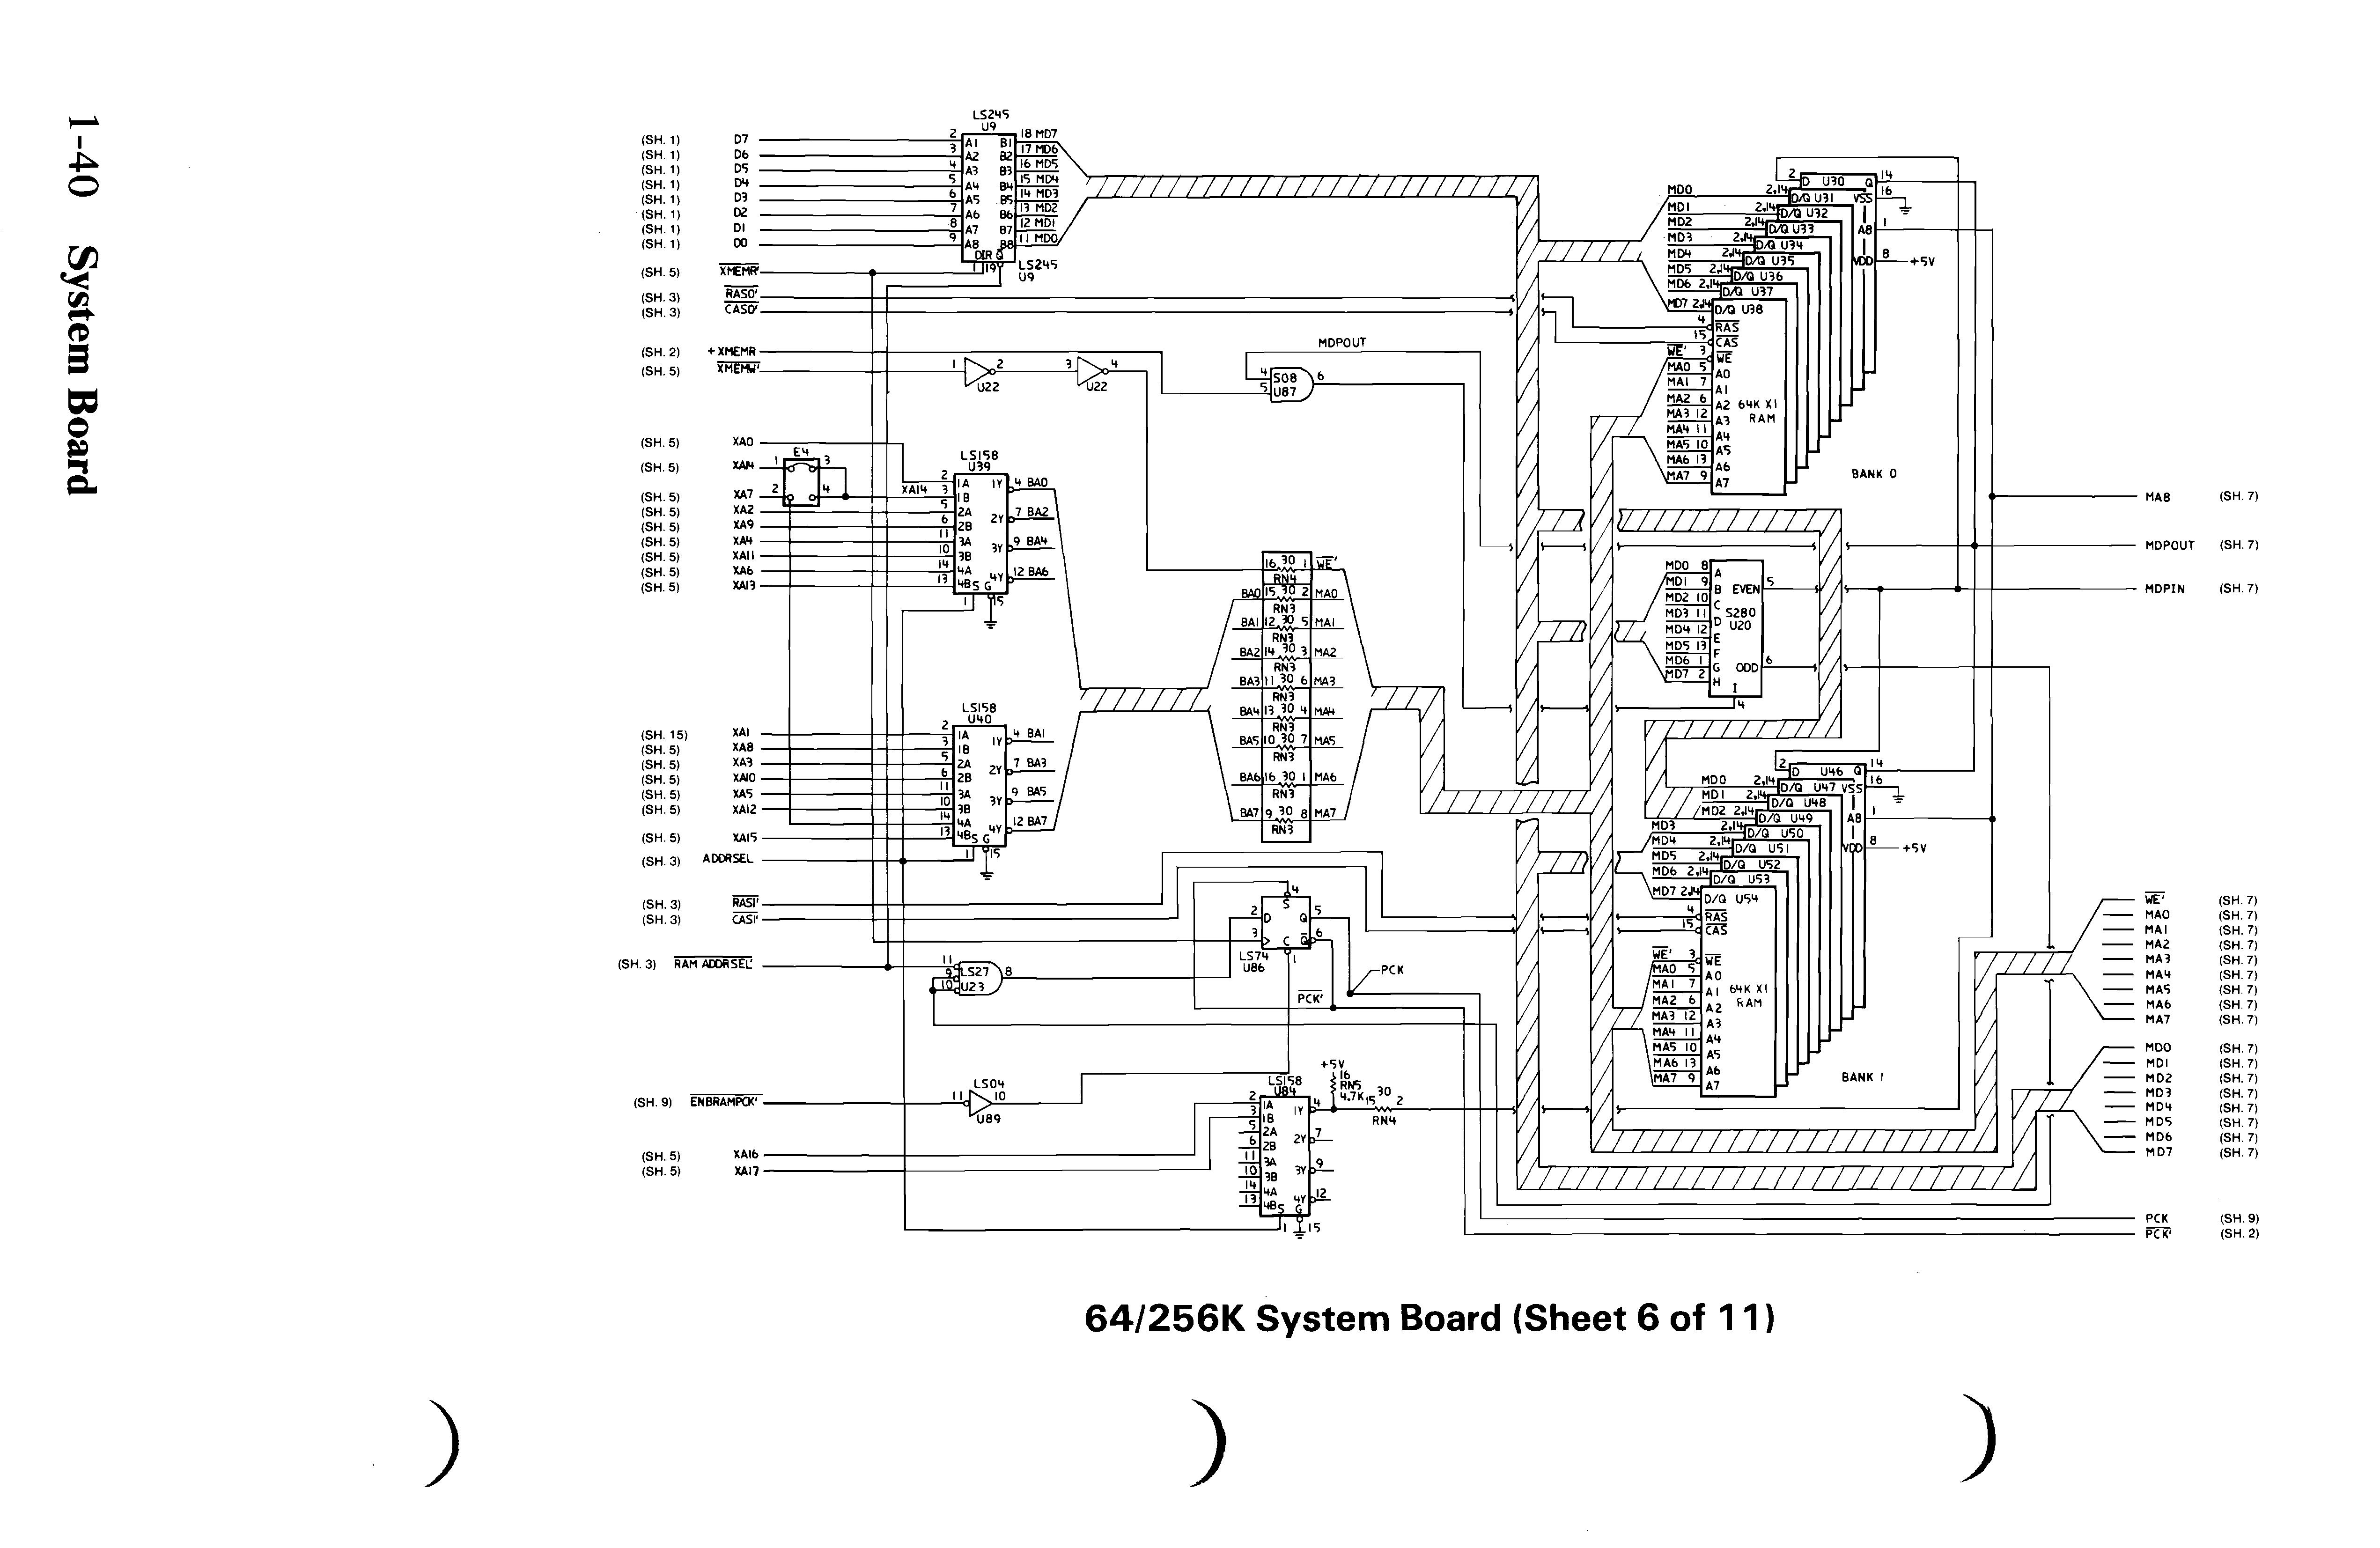 1-40 System Board
(SH. 1) D7
(SH. 1) D6
(SH. 1) D5
(SH. 1) D4
(SH. 1) D3
(SH. 1) D2
(SH. 1) D1
(SH. 1) D0
(SH. 5) XMEMR'
(SH. 3) RAS0'
(SH. 3) CAS0'
(SH. 2) +XMEMR
(SH. 5) XMEMW'
LS245
U9
2 A1 B1 18 MD7
3 A2 B2 17 MD6
4 A3 B3 16 MD5
5 A4 B4 15 MD4
6 A5 B5 14 MD3
7 A6 B6 13 MD2
8 A7 B7 12 MD1
9 A8 B8 11 MD0
DIR G
1 19
LS245
U9
1 2
U22
3 4
U22
MDPOUT
4 S08 6
5 U87
(SH. 5) XA0
(SH. 5) XA14
(SH. 5) XA7
(SH. 5) XA2
(SH. 5) XA9
(SH. 5) XA4
(SH. 5) XA11
(SH. 5) XA6
(SH. 5) XA13
E4
1 3
2 4
XA14
LS158
U39
2 1A 1Y 4 BA0
3 1B
5 2A 2Y 7 BA2
6 2B
11 3A 3Y 9 BA4
10 3B
14 4A 4Y 12 BA6
13 4B S G
1 15
(SH. 15) XA1
(SH. 5) XA8
(SH. 5) XA3
(SH. 5) XA10
(SH. 5) XA5
(SH. 5) XA12
(SH. 5) XA15
(SH. 3) ADDRSEL
LS158
U40
2 1A 1Y 4 BA1
3 1B
5 2A 2Y 7 BA3
6 2B
11 3A 3Y 9 BA5
10 3B
14 4A 4Y 12 BA7
13 4B S G
1 15
16 30 1 WE'
RN4
BA0 15 30 2 MA0
RN3
BA1 12 30 5 MA1
RN3
BA2 14 30 3 MA2
RN3
BA3 11 30 6 MA3
RN3
BA4 13 30 4 MA4
RN3
BA5 10 30 7 MA5
RN3
BA6 16 30 1 MA6
RN3
BA7 9 30 8 MA7
RN3
(SH. 3) RAS1'
(SH. 3) CAS1'
(SH. 3) RAM ADDRSEL'
11 LS27 8
9
10 U23
4
S
2 D Q 5
3 C Q 6
1
LS74
U86
PCK
PCK'
(SH. 9) ENBRAMPCK'
LS04
11 10
U89
(SH. 5) XA16
(SH. 5) XA17
LS158
U84
2 1A 1Y 4
3 1B
5 2A 2Y 7
6 2B
11 3A 3Y 9
10 3B
14 4A 4Y 12
13 4B S G
1 15
+5V
16
RN5
4.7K
15 30 2
RN4
2 D U30 Q 14
MD0 2,14 D/Q U31 VSS 16
MD1 2,14 D/Q U32
MD2 2,14 D/Q U33 A8 1
MD3 2,14 D/Q U34
MD4 2,14 D/Q U35 VDD 8 +5V
MD5 2,14 D/Q U36
MD6 2,14 D/Q U37
MD7 2,14 D/Q U38
4 RAS
15 CAS
WE' 3 WE
MA0 5 A0
MA1 7 A1
MA2 6 A2 64K X1
MA3 12 A3 RAM
MA4 11 A4
MA5 10 A5
MA6 13 A6
MA7 9 A7
BANK 0
MD0 8 A
MD1 9 B EVEN 5
MD2 10 C
MD3 11 D S280
MD4 12 E U20
MD5 13 F
MD6 1 G ODD 6
MD7 2 H
I
4
2 D U46 Q 14
MD0 2,14 D/Q U47 VSS 16
MD1 2,14 D/Q U48
MD2 2,14 D/Q U49 A8 1
MD3 2,14 D/Q U50
MD4 2,14 D/Q U51 VDD 8 +5V
MD5 2,14 D/Q U52
MD6 2,14 D/Q U53
MD7 2,14 D/Q U54
4 RAS
15 CAS
WE' 3 WE
MA0 5 A0
MA1 7 A1 64K X1
MA2 6 A2 RAM
MA3 12 A3
MA4 11 A4
MA5 10 A5
MA6 13 A6
MA7 9 A7
BANK 1
MA8 (SH. 7)
MDPOUT (SH. 7)
MDPIN (SH. 7)
WE' (SH. 7)
MA0 (SH. 7)
MA1 (SH. 7)
MA2 (SH. 7)
MA3 (SH. 7)
MA4 (SH. 7)
MA5 (SH. 7)
MA6 (SH. 7)
MA7 (SH. 7)
MD0 (SH. 7)
MD1 (SH. 7)
MD2 (SH. 7)
MD3 (SH. 7)
MD4 (SH. 7)
MD5 (SH. 7)
MD6 (SH. 7)
MD7 (SH. 7)
PCK (SH. 9)
PCK' (SH. 2)
64/256K System Board (Sheet 6 of 11)